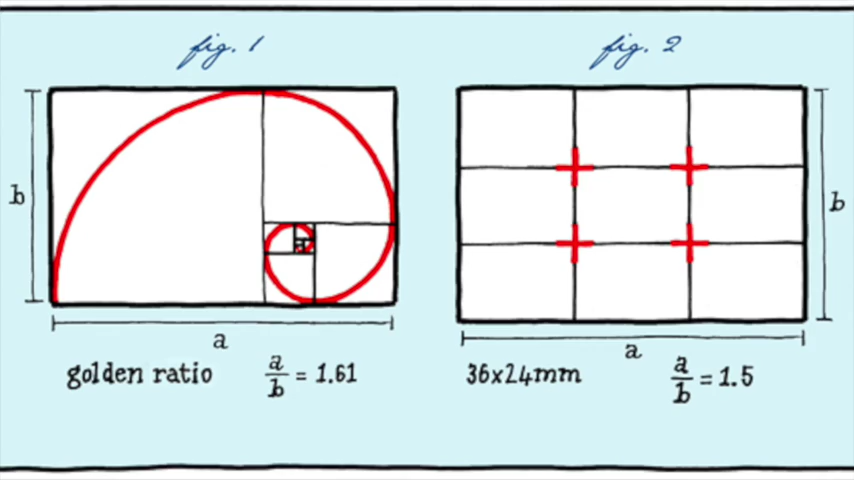 fig. 1
b
a
golden ratio a/b = 1.61
fig. 2
b
a
36x24mm a/b = 1.5